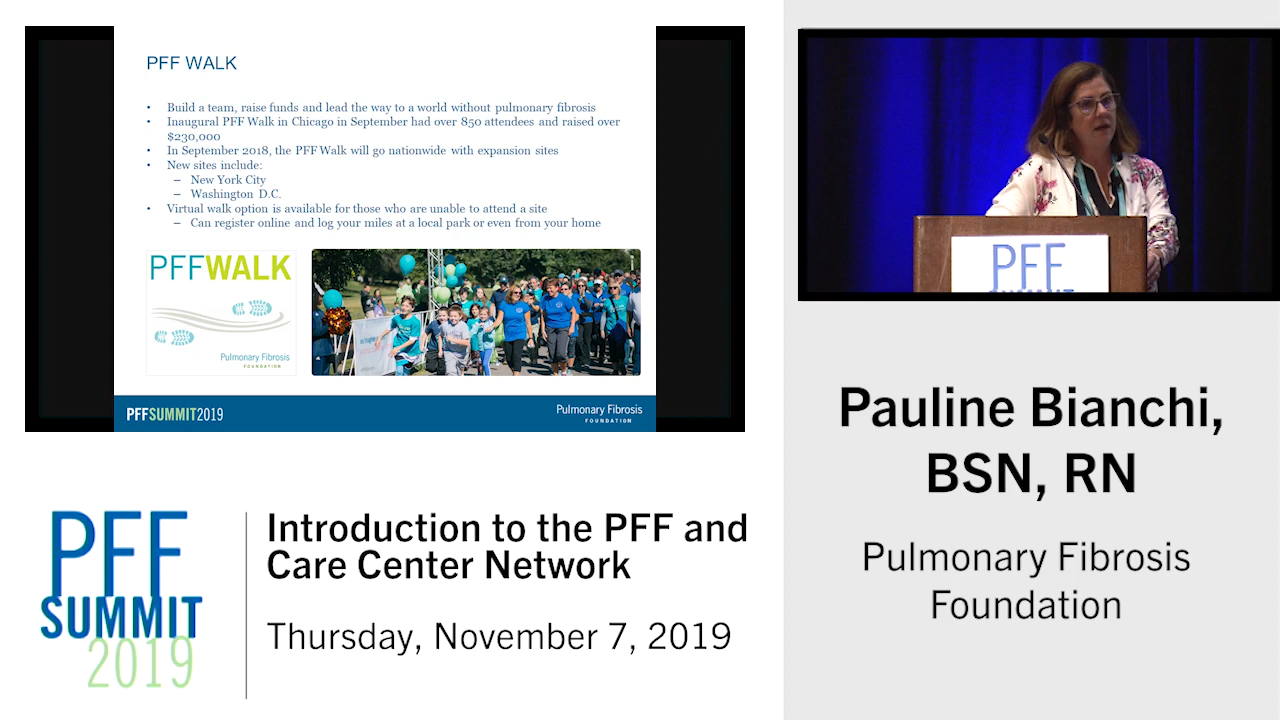 PFF WALK
• Build a team, raise funds and lead the way to a world without pulmonary fibrosis
• Inaugural PFF Walk in Chicago in September had over 850 attendees and raised over
$230,000
• In September 2018, the PFF Walk will go nationwide with expansion sites
• New sites include:
– New York City
– Washington D.C.
• Virtual walk option is available for those who are unable to attend a site
– Can register online and log your miles at a local park or even from your home
PFFWALK
Pulmonary Fibrosis
FOUNDATION
PFFSUMMIT2019
Pulmonary Fibrosis
FOUNDATION
PFF
SUMMIT
Pauline Bianchi,
BSN, RN
Pulmonary Fibrosis
Foundation
PFF
SUMMIT
2019
Introduction to the PFF and
Care Center Network
Thursday, November 7, 2019